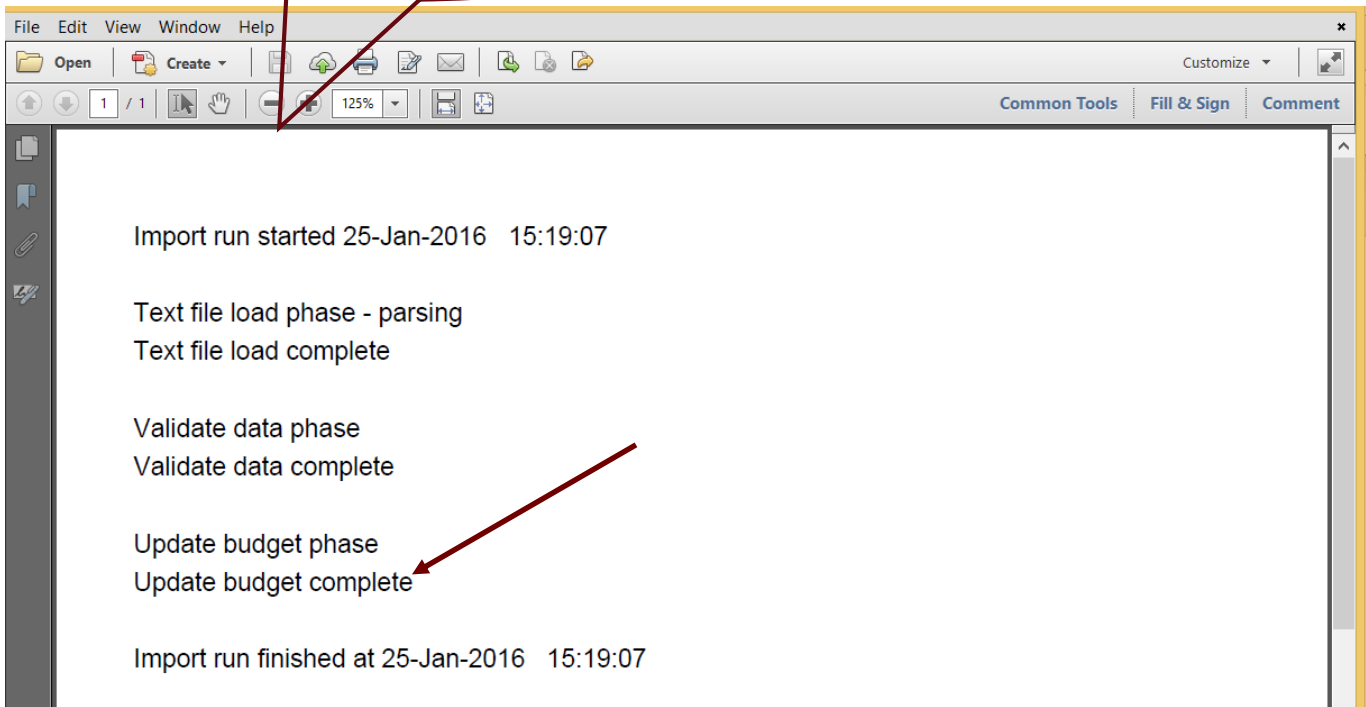 File Edit View Window Help
Open Create Customize
1 / 1 125% Common Tools Fill & Sign Comment
Import run started 25-Jan-2016 15:19:07
Text file load phase - parsing
Text file load complete
Validate data phase
Validate data complete
Update budget phase
Update budget complete
Import run finished at 25-Jan-2016 15:19:07